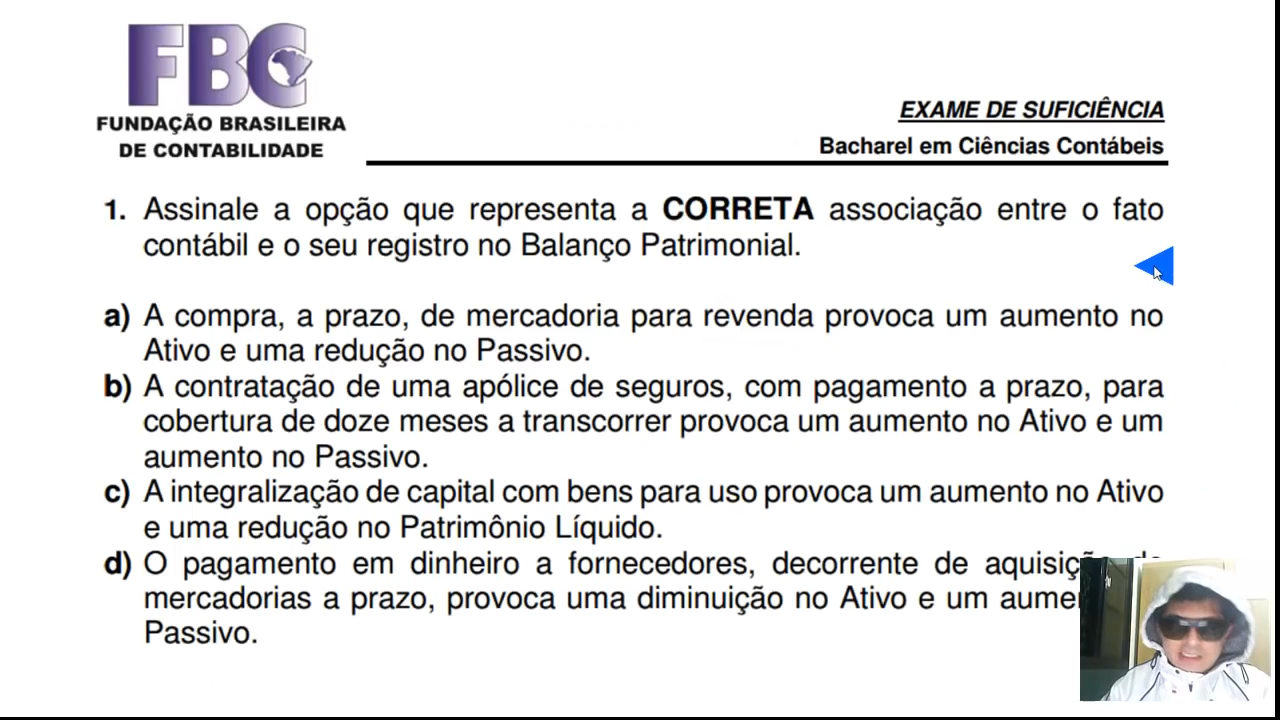 FBC
FUNDAÇÃO BRASILEIRA
DE CONTABILIDADE
EXAME DE SUFICIÊNCIA
Bacharel em Ciências Contábeis
1. Assinale a opção que representa a CORRETA associação entre o fato
contábil e o seu registro no Balanço Patrimonial.
a) A compra, a prazo, de mercadoria para revenda provoca um aumento no
Ativo e uma redução no Passivo.
b) A contratação de uma apólice de seguros, com pagamento a prazo, para
cobertura de doze meses a transcorrer provoca um aumento no Ativo e um
aumento no Passivo.
c) A integralização de capital com bens para uso provoca um aumento no Ativo
e uma redução no Patrimônio Líquido.
d) O pagamento em dinheiro a fornecedores, decorrente de
mercadorias a prazo, provoca uma diminuição no Ativo e um
Passivo.